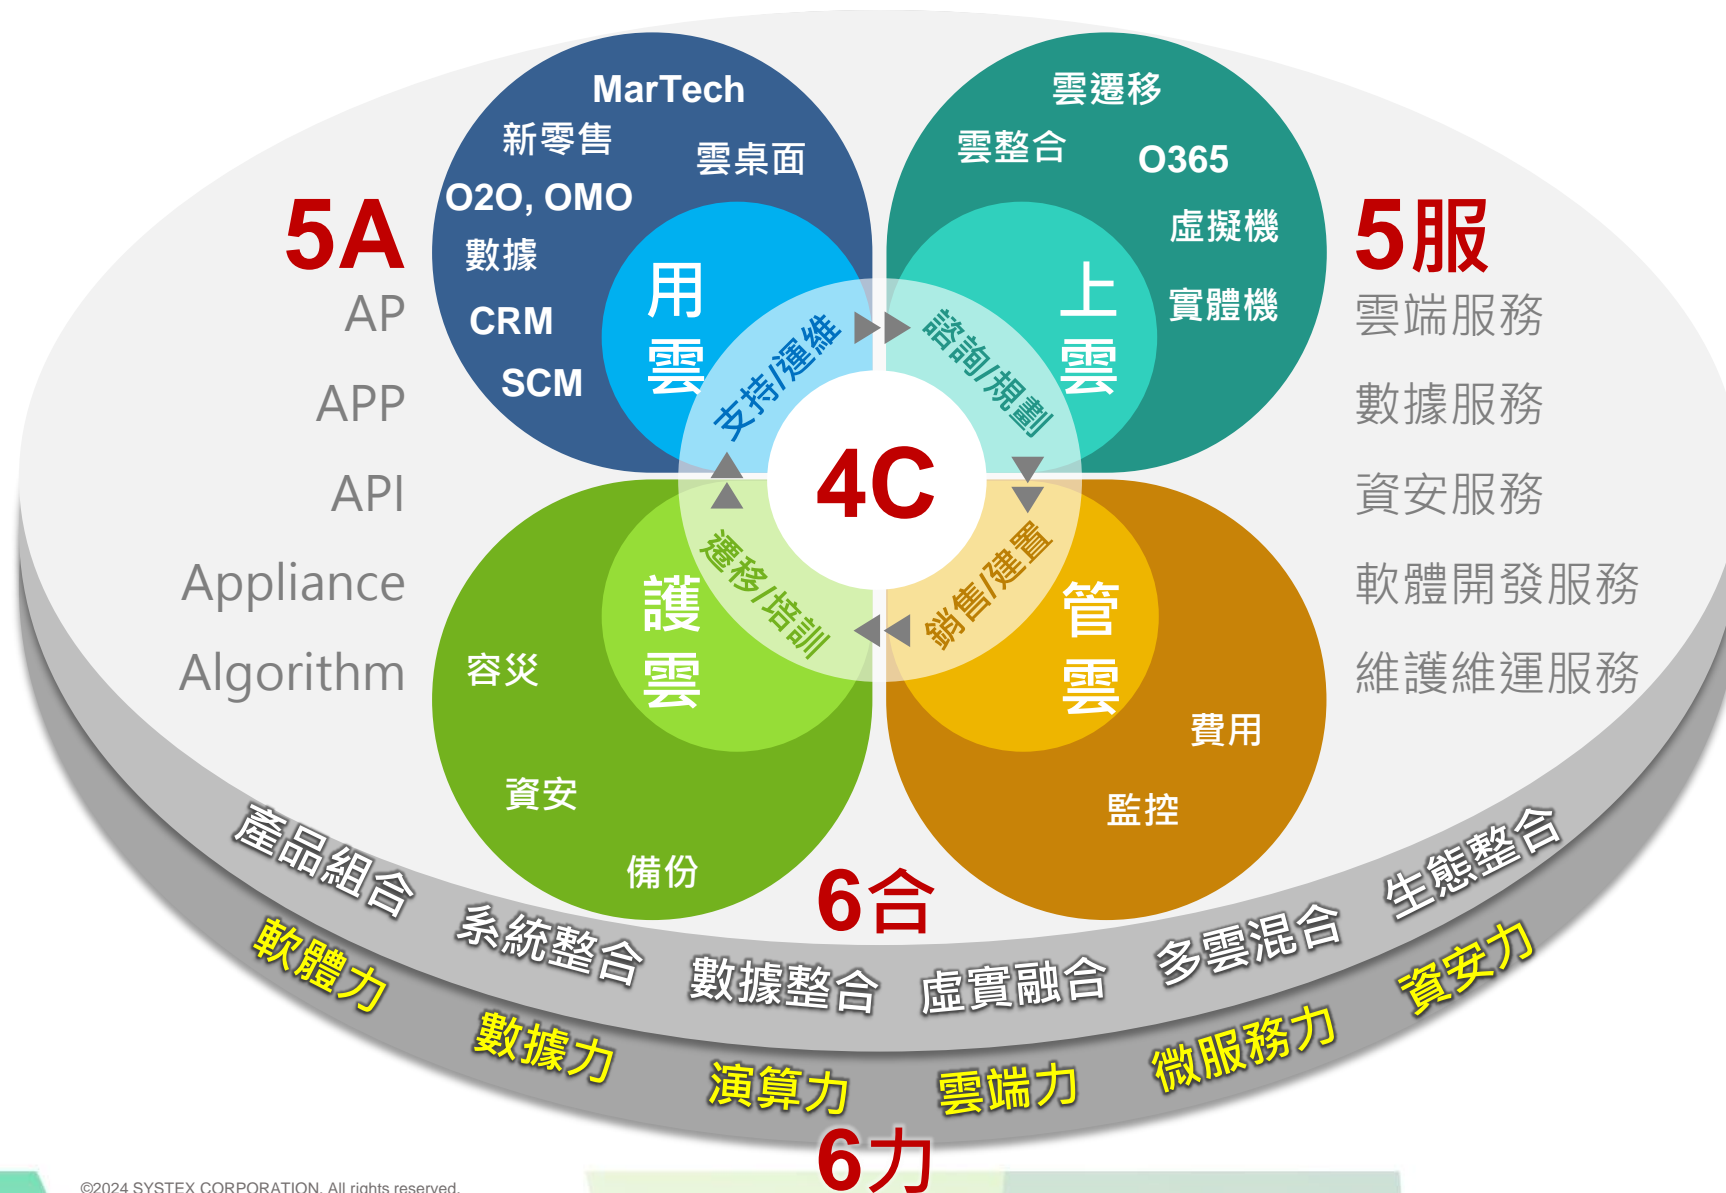 5A
AP
APP
API
Appliance
Algorithm
MarTech
新零售
雲桌面
O2O, OMO
數據
CRM
SCM
用雲
雲遷移
雲整合
O365
虛擬機
實體機
上雲
5服
雲端服務
數據服務
資安服務
軟體開發服務
維護維運服務
支持/運維
諮詢/規劃
4C
遷移/培訓
銷售/建置
護雲
容災
資安
備份
管雲
費用
監控
6合
產品組合
系統整合
數據整合
虛實融合
多雲混合
生態整合
軟體力
數據力
演算力
雲端力
微服務力
資安力
6力
©2024 SYSTEX CORPORATION. All rights reserved.